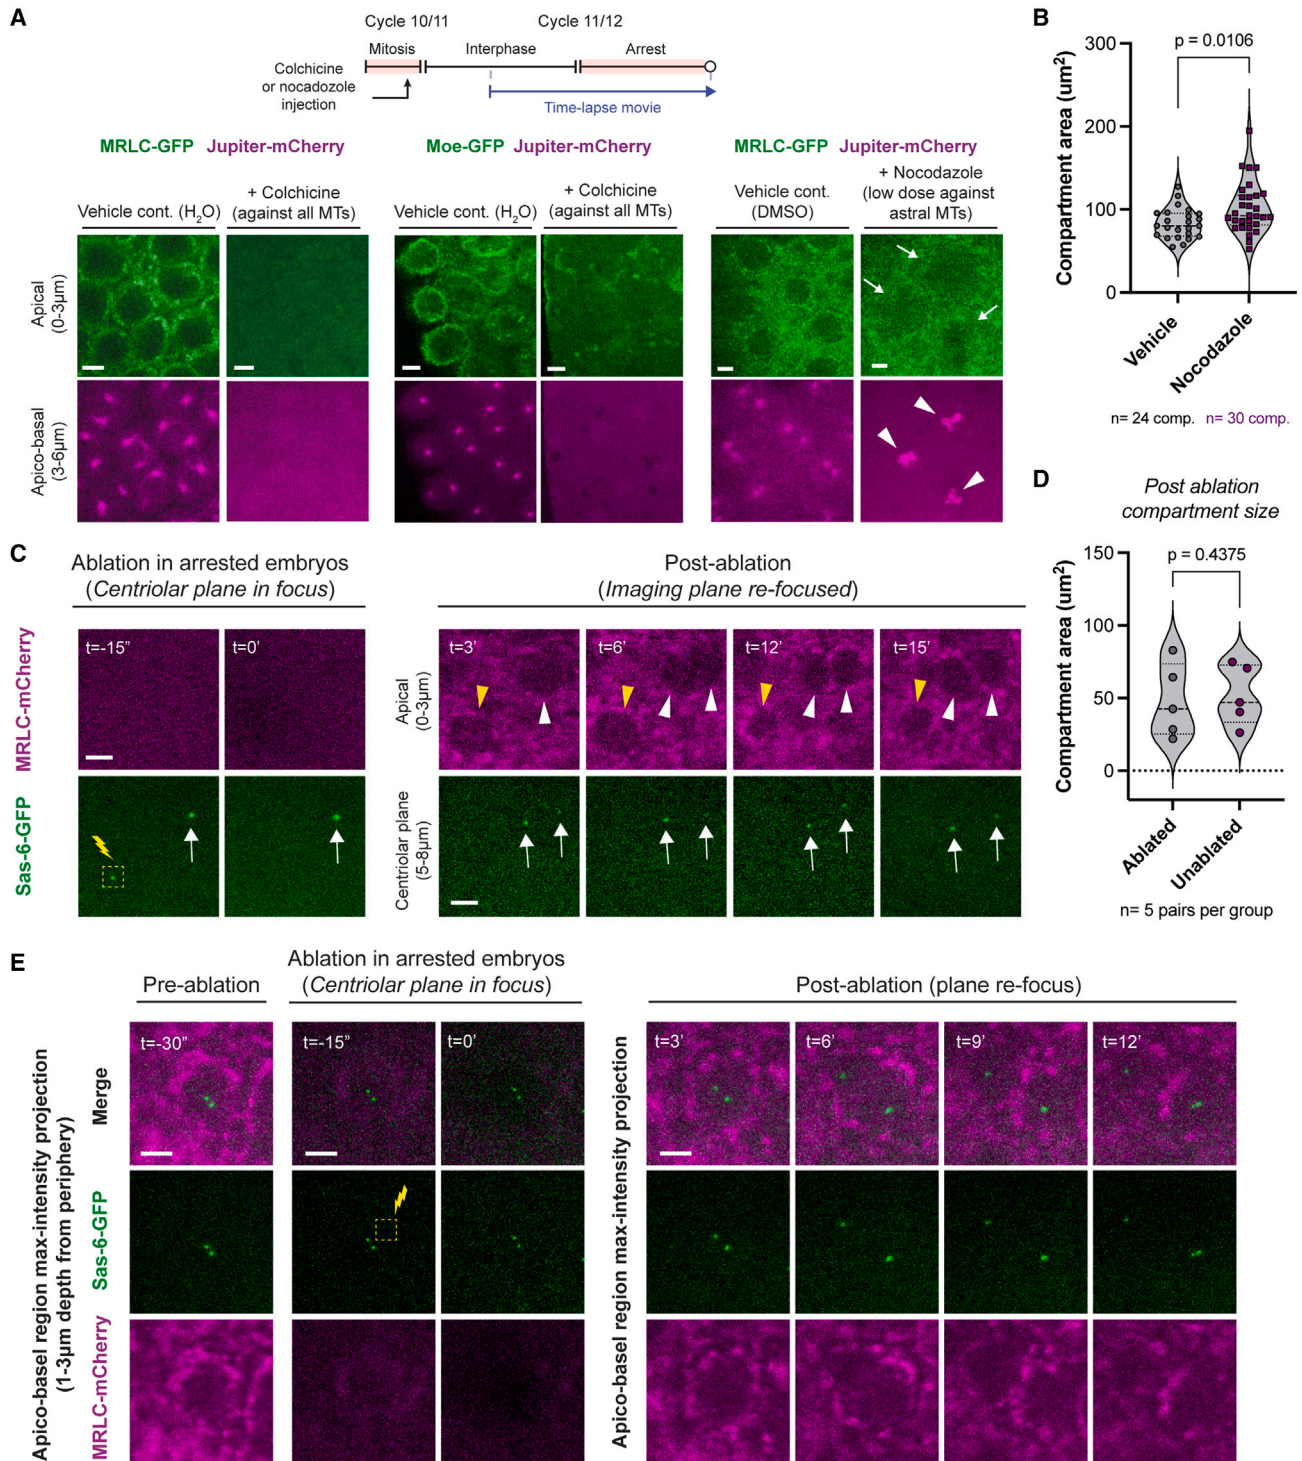 A
Cycle 10/11
Cycle 11/12
Mitosis
Interphase
Arrest
Colchicine
or nocadozole
injection
Time-lapse movie
MRLC-GFP Jupiter-mCherry
Moe-GFP Jupiter-mCherry
MRLC-GFP Jupiter-mCherry
Vehicle cont. (H2O)
+ Colchicine
(against all MTs)
Vehicle cont. (H2O)
+ Colchicine
(against all MTs)
Vehicle cont.
(DMSO)
+ Nocodazole
(low dose against
astral MTs)
Apical
(0-3μm)
Apico-basal
(3-6μm)
B
Compartment area (um2)
300
200
100
0
p = 0.0106
Vehicle
Nocodazole
n= 24 comp. n= 30 comp.
C
Ablation in arrested embryos
(Centriolar plane in focus)
Post-ablation
(Imaging plane re-focused)
MRLC-mCherry
Sas-6-GFP
t=-15"
t=0'
Apical
(0-3μm)
Centriolar plane
(5-8μm)
t=3'
t=6'
t=12'
t=15'
D
Post ablation
compartment size
Compartment area (um2)
150
100
50
0
p = 0.4375
Ablated
Unablated
n= 5 pairs per group
E
Pre-ablation
Ablation in arrested embryos
(Centriolar plane in focus)
Post-ablation (plane re-focus)
Apico-basel region max-intensity projection
(1-3μm depth from periphery)
Merge
Sas-6-GFP
MRLC-mCherry
t=-30"
t=-15"
t=0'
Apico-basel region max-intensity projection
t=3'
t=6'
t=9'
t=12'